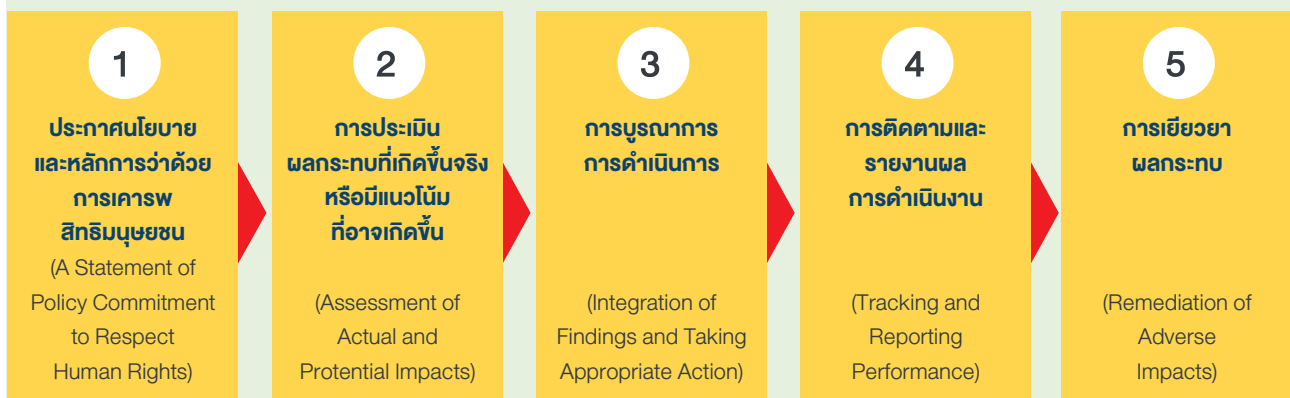 1
ประกาศนโยบาย
และหลักการว่าด้วย
การเคารพ
สิทธิมนุษยชน
(A Statement of
Policy Commitment
to Respect
Human Rights)
2
การประเมิน
ผลกระทบที่เกิดขึ้นจริง
หรือมีแนวโน้ม
ที่อาจเกิดขึ้น
(Assessment of
Actual and
Protential Impacts)
3
การบูรณาการ
การดำเนินการ
(Integration of
Findings and Taking
Appropriate Action)
4
การติดตามและ
รายงานผล
การดำเนินงาน
(Tracking and
Reporting
Performance)
5
การเยียวยา
ผลกระทบ
(Remediation of
Adverse
Impacts)